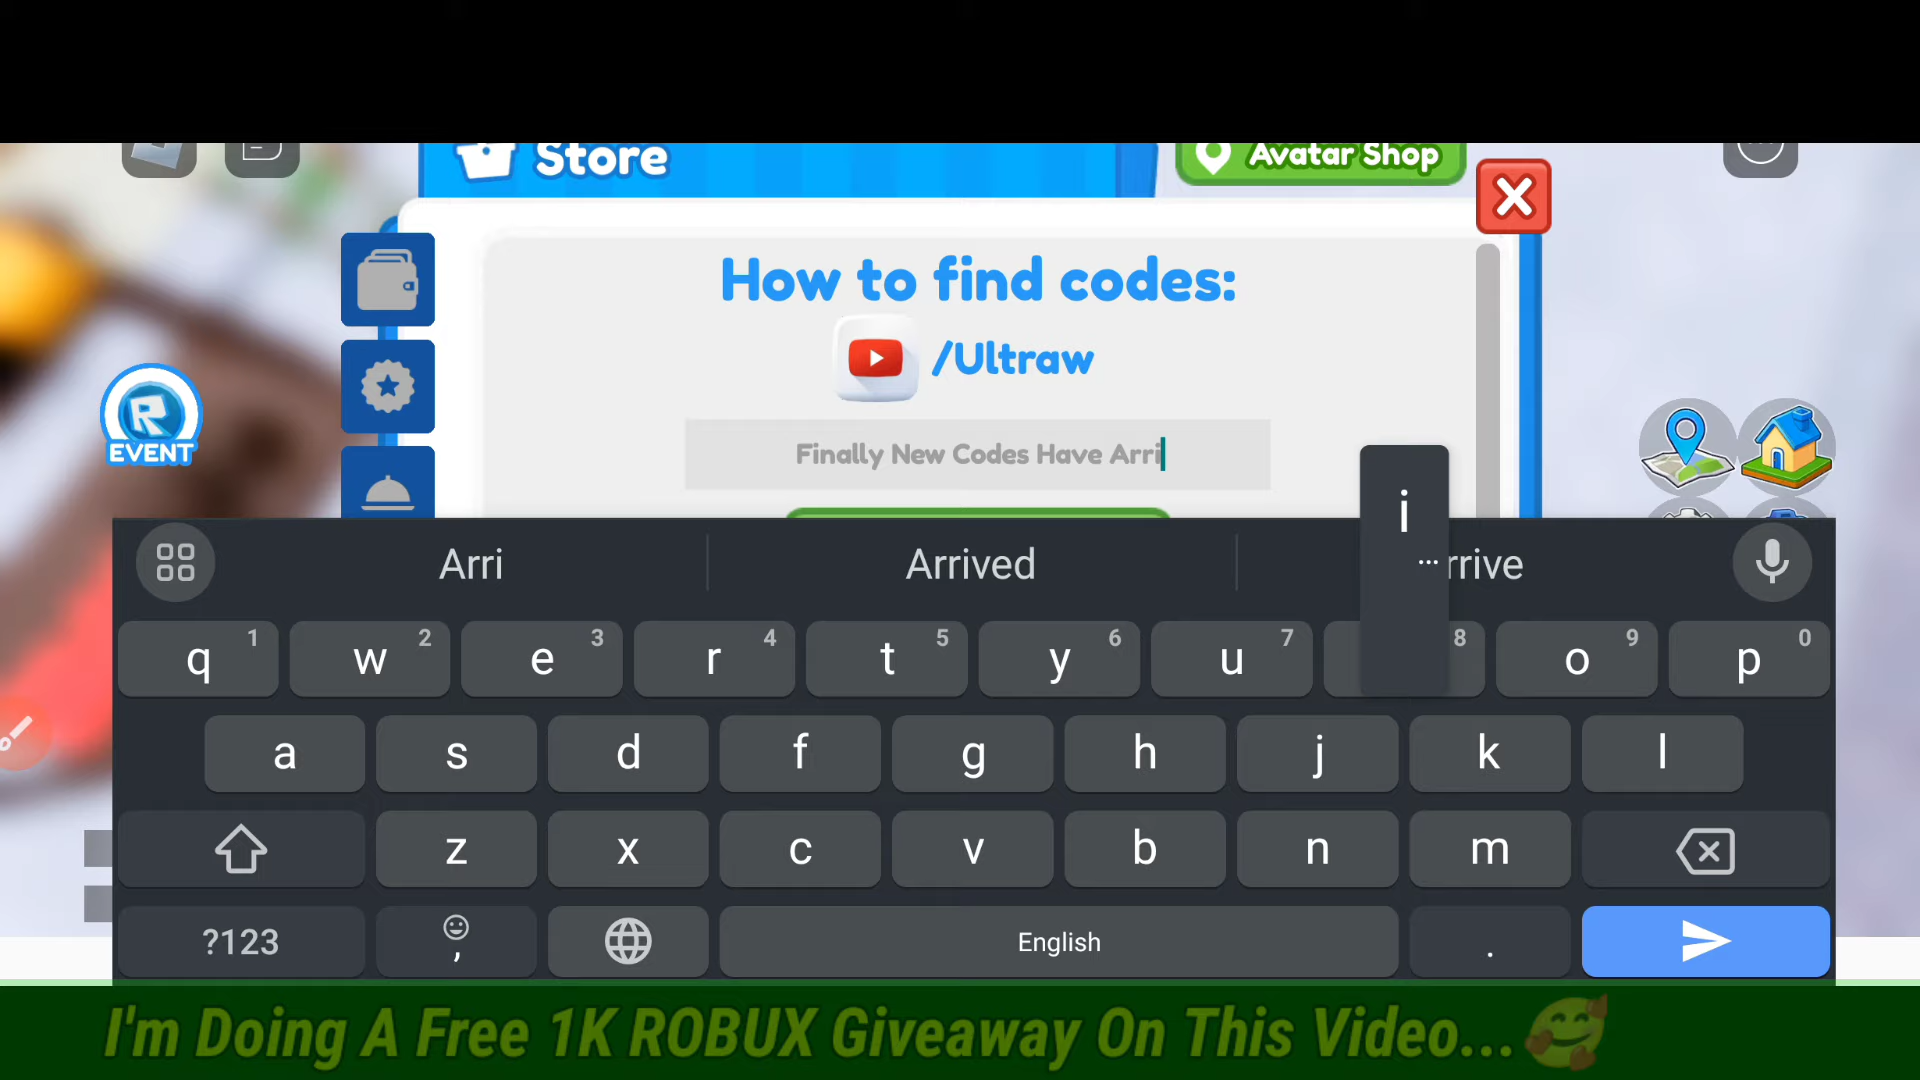 Store
Avatar Shop
How to find codes:
/Ultraw
Finally New Codes Have Arri
EVENT
i
...
Arri
Arrived
rrive
q 1 w 2 e 3 r 4 t 5 y 6 u 7 8 o 9 p 0
a s d f g h j k l
z x c v b n m
?123 , English .
I'm Doing A Free 1K ROBUX Giveaway On This Video...🥰